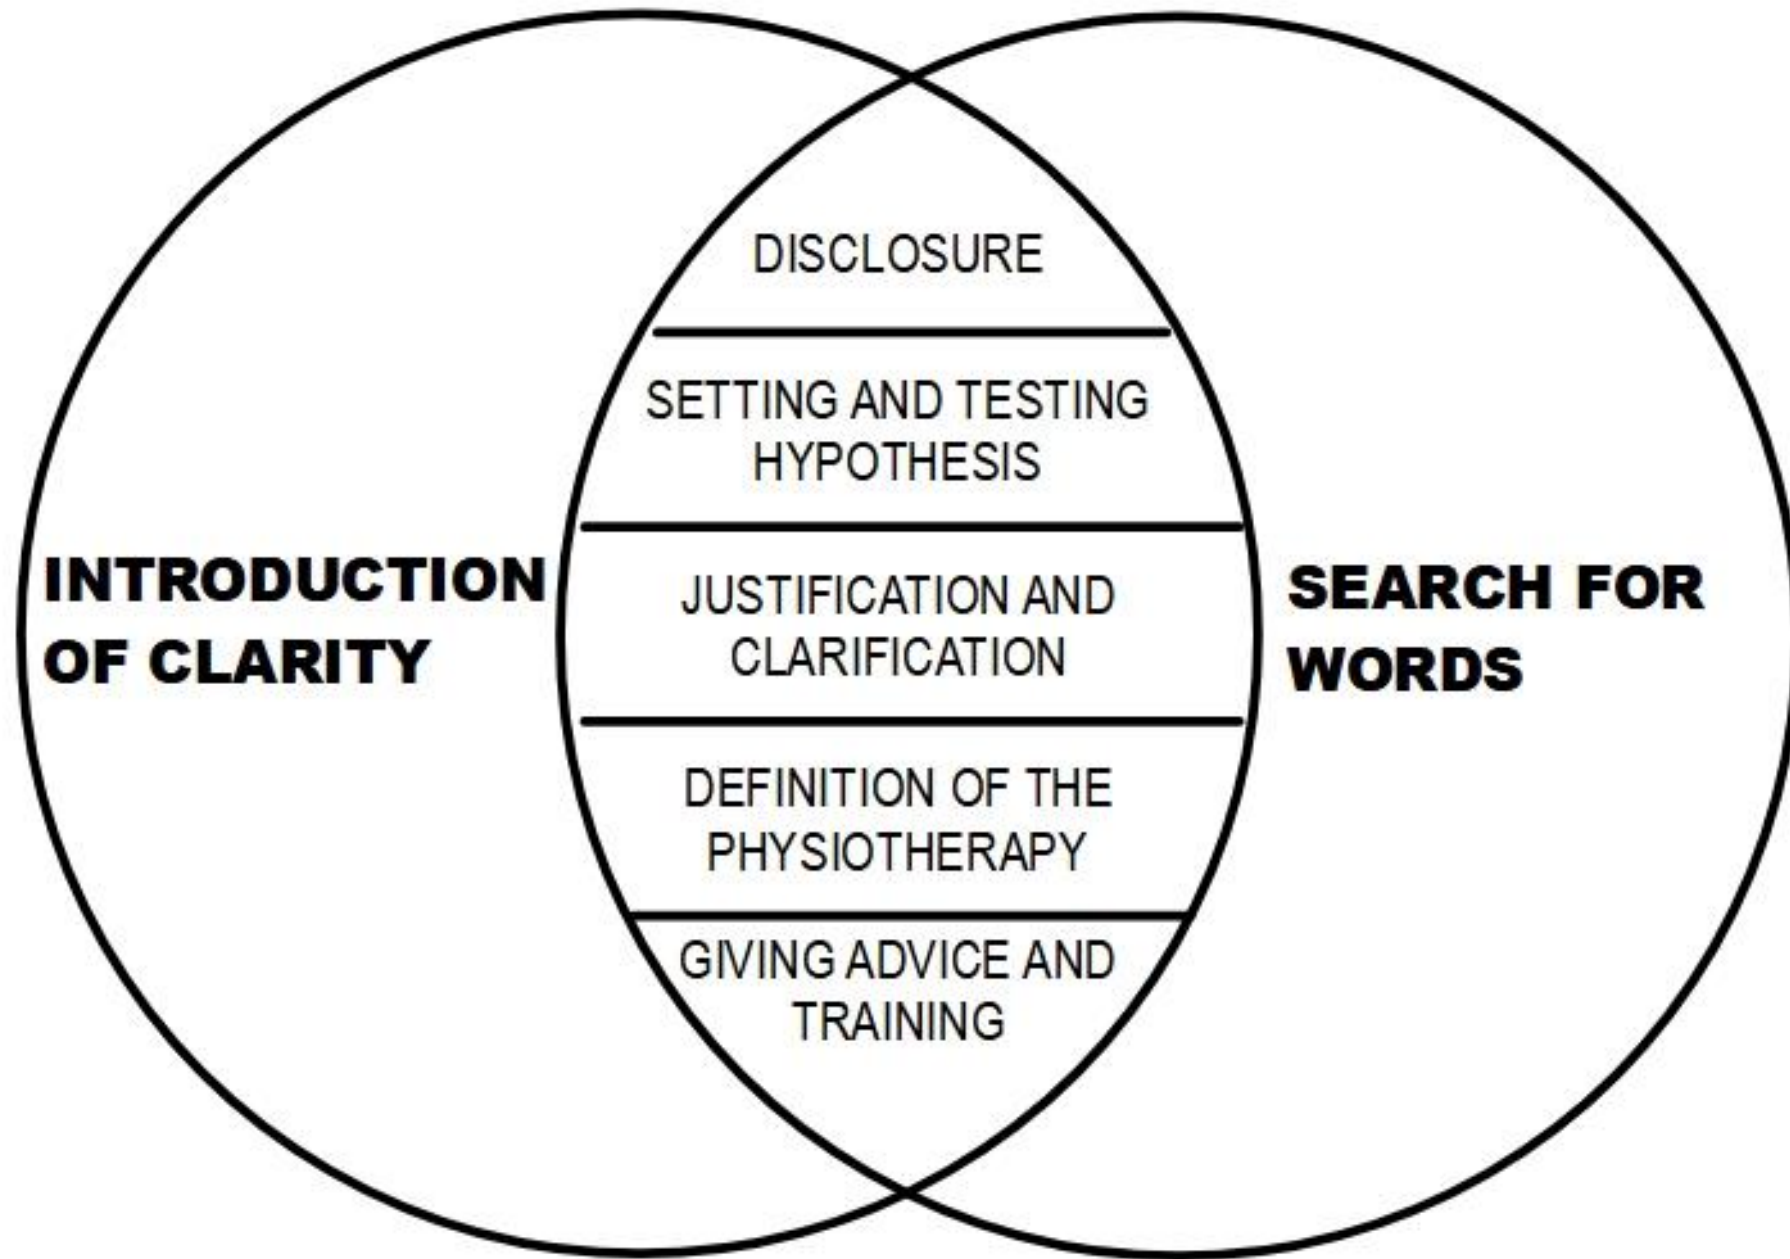 INTRODUCTION
OF CLARITY
DISCLOSURE
SETTING AND TESTING
HYPOTHESIS
JUSTIFICATION AND
CLARIFICATION
DEFINITION OF THE
PHYSIOTHERAPY
GIVING ADVICE AND
TRAINING
SEARCH FOR
WORDS